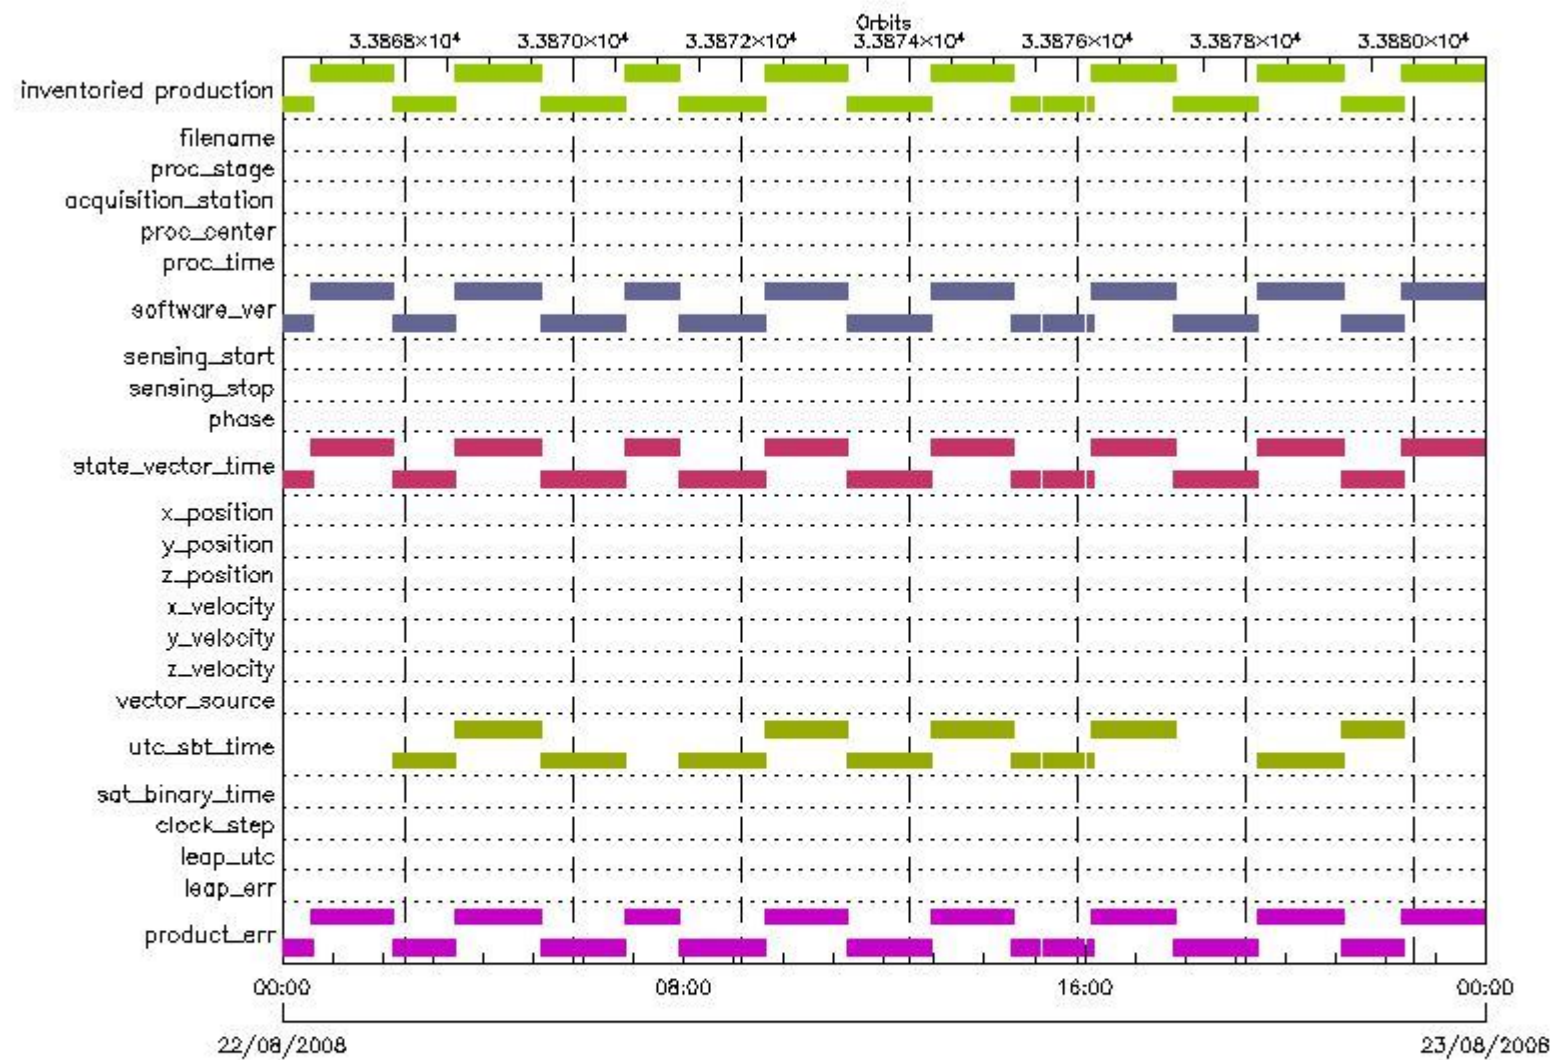 Orbits
3.3868×10⁴ 3.3870×10⁴ 3.3872×10⁴ 3.3874×10⁴ 3.3876×10⁴ 3.3878×10⁴ 3.3880×10⁴
inventoried production
filename
proc_stage
acquisition_station
proc_center
proc_time
software_ver
sensing_start
sensing_stop
phase
state_vector_time
x_position
y_position
z_position
x_velocity
y_velocity
z_velocity
vector_source
utc_sbt_time
sat_binary_time
clock_step
leap_utc
leap_err
product_err
00:00 08:00 16:00 00:00
22/08/2008 23/08/2008